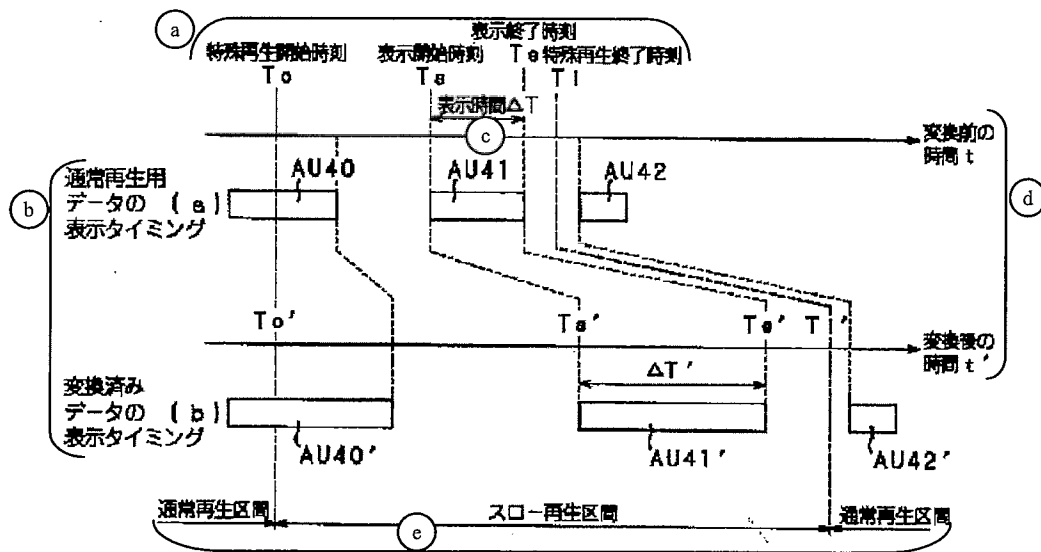 a
表示終了時刻
特殊再生開始時刻 表示開始時刻 Te 特殊再生終了時刻
To Ts Tl
表示時間△T
c
変換前の
時間t
d
b
通常再生用
データの (a)
表示タイミング
AU40 AU41 AU42
To' Ts' Te' T '
変換後の
時間t'
△T'
変換済み
データの (b)
表示タイミング
AU40' AU41' AU42'
通常再生区間 スロー再生区間 通常再生区間
e